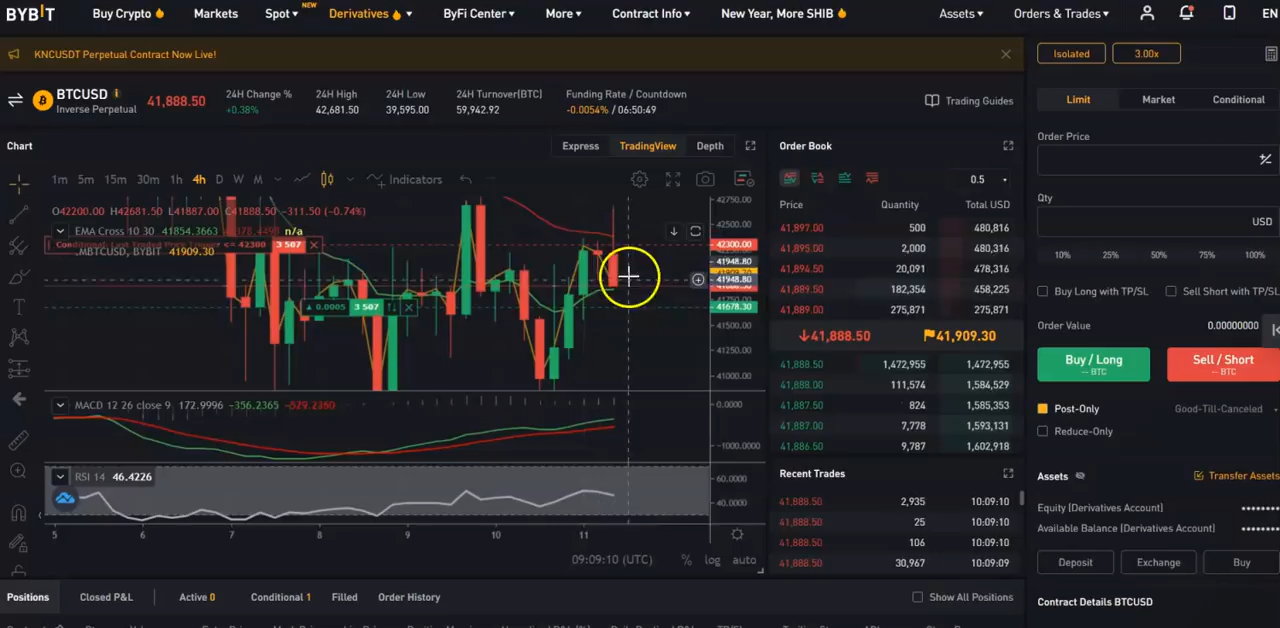 BYBIT Buy Crypto Markets Spot NEW Derivatives ByFi Center More Contract Info New Year, More SHIB Assets Orders & Trades EN
KNCUSDT Perpetual Contract Now Live!
Isolated 3.00x
BTCUSD
Inverse Perpetual
41,888.50
24H Change %
+0.38%
24H High
42,681.50
24H Low
39,595.00
24H Turnover(BTC)
59,942.92
Funding Rate / Countdown
-0.0054% / 06:50:49
Trading Guides
Limit Market Conditional
Chart
Express TradingView Depth
1m 5m 15m 30m 1h 4h D W M Indicators
O42200.00 H42681.50 L41887.00 C41888.50 -311.50 (-0.74%)
EMA Cross 10 30 41854.3663 n/a
<= 42300 3 507
.MBTCUSD, BYBIT 41909.30
0.0005 3 507
42750.00
42500.00
42300.00
41948.80
41948.80
41678.30
41500.00
41250.00
41000.00
MACD 12 26 close 9 172.9996 -356.2365 -529.2360
0.0000
-1000.0000
RSI 14 46.4226
60.0000
40.0000
5 6 7 8 9 10 11
09:09:10 (UTC) % log auto
Order Book
0.5
Price Quantity Total USD
41,897.00 500 480,816
41,895.00 2,000 480,316
41,894.50 20,091 478,316
41,889.50 182,354 458,225
41,889.00 275,871 275,871
41,888.50 41,909.30
41,888.50 1,472,955 1,472,955
41,888.00 111,574 1,584,529
41,887.50 824 1,585,353
41,887.00 7,778 1,593,131
41,886.50 9,787 1,602,918
Recent Trades
41,888.50 2,935 10:09:10
41,888.50 25 10:09:10
41,888.50 106 10:09:10
41,888.50 30,967 10:09:09
Order Price
Qty
USD
10% 25% 50% 75% 100%
Buy Long with TP/SL Sell Short with TP/SL
Order Value 0.00000000
Buy / Long
-- BTC
Sell / Short
-- BTC
Post-Only Good-Till-Canceled
Reduce-Only
Assets Transfer Assets
Equity (Derivatives Account) ********
Available Balance (Derivatives Account) ********
Deposit Exchange Buy
Contract Details BTCUSD
Positions Closed P&L Active 0 Conditional 1 Filled Order History Show All Positions